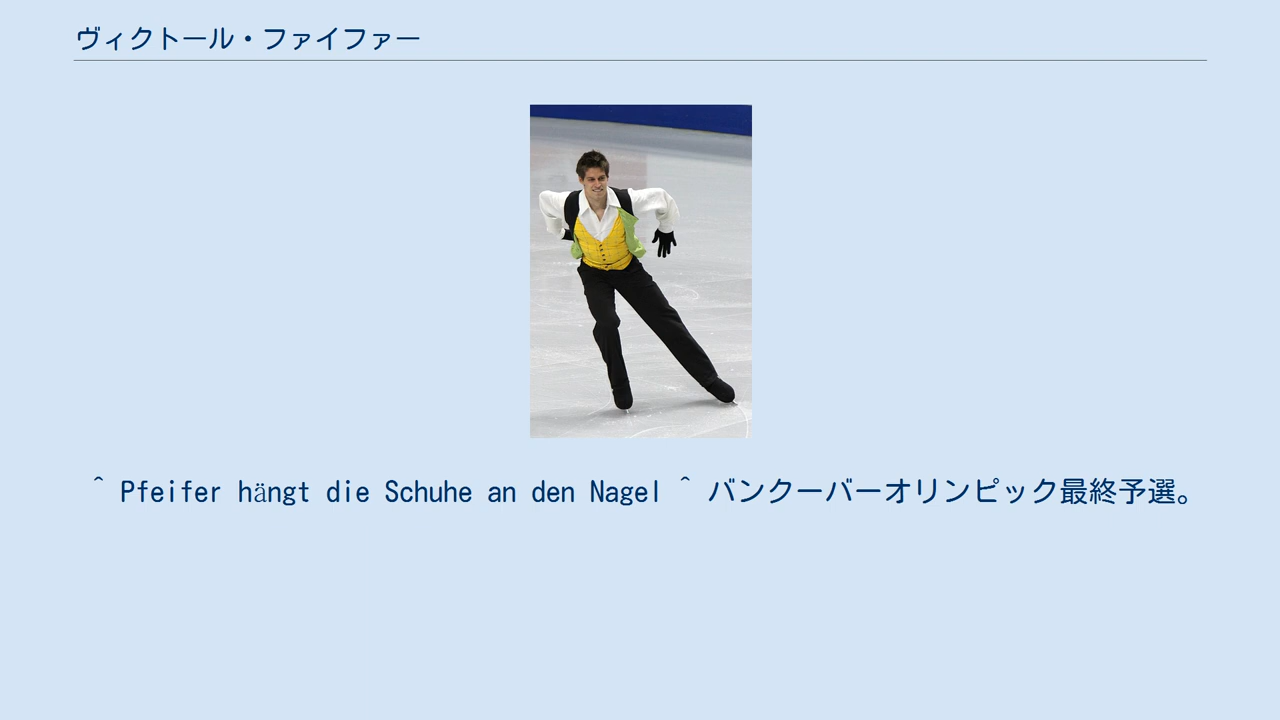 ヴィクトール・ファイファー
^ Pfeifer hängt die Schuhe an den Nagel ^ バンクーバーオリンピック最終予選。